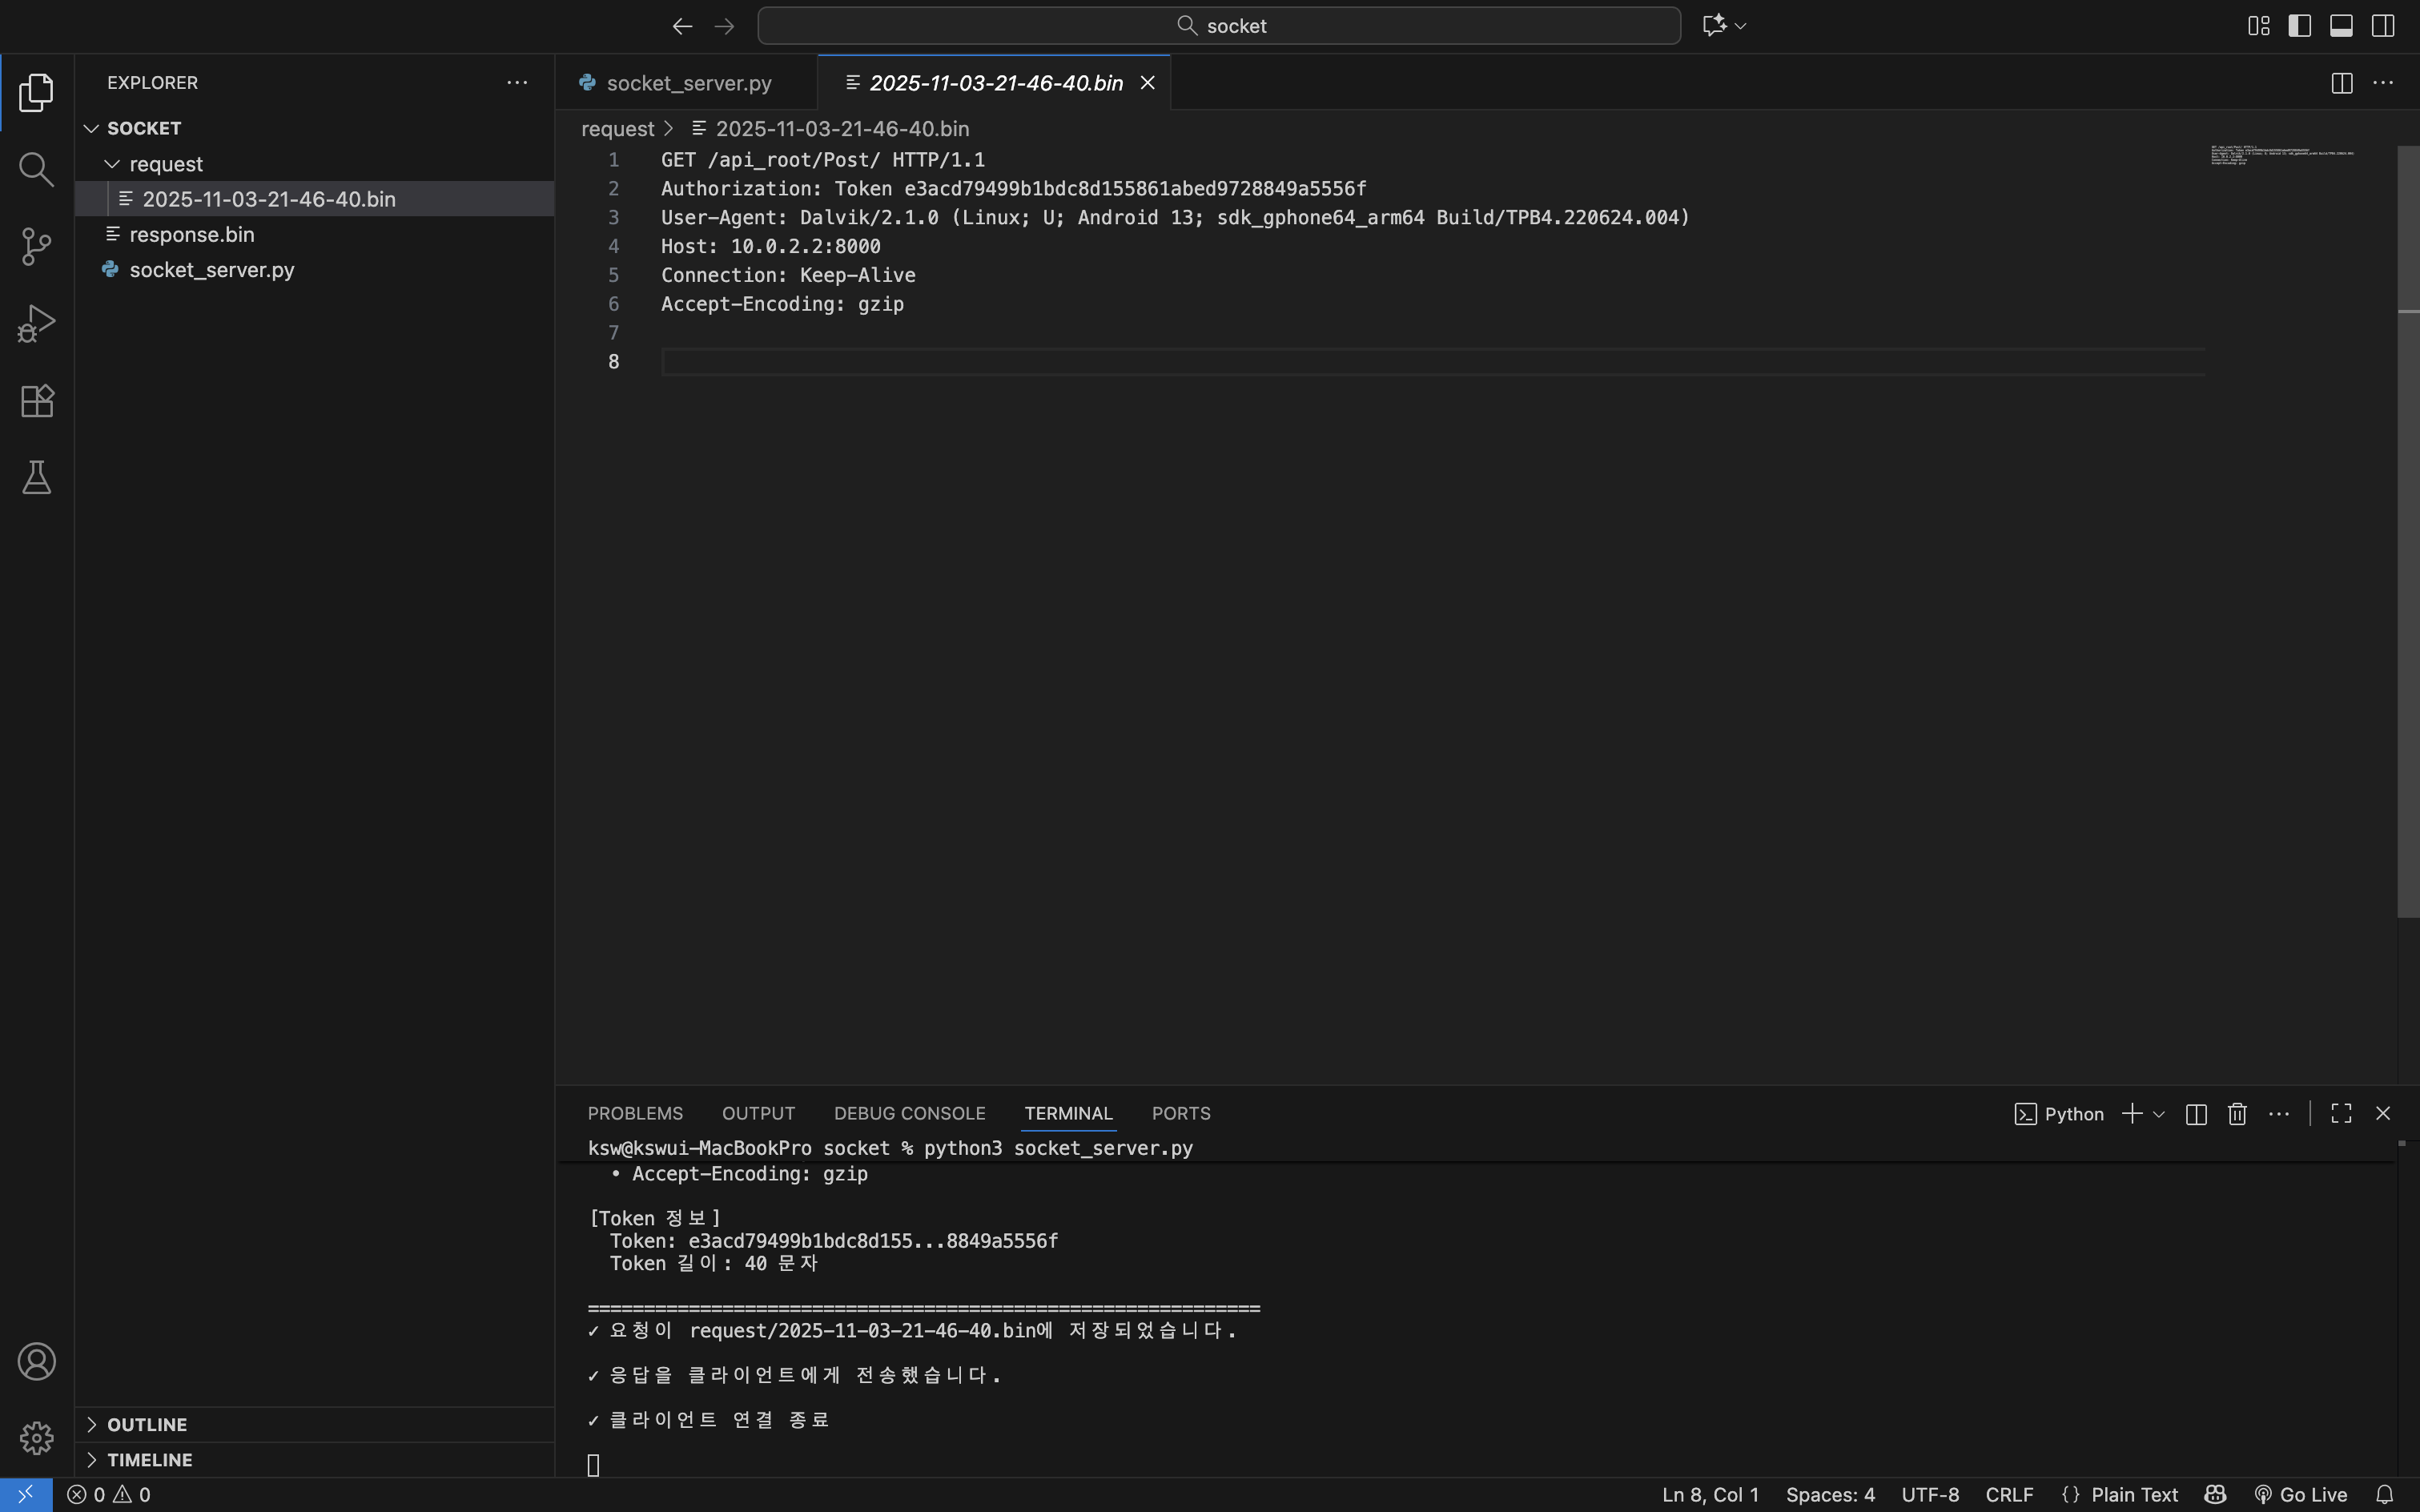 socket
EXPLORER
SOCKET
request
2025-11-03-21-46-40.bin
response.bin
socket_server.py
OUTLINE
TIMELINE
socket_server.py
2025-11-03-21-46-40.bin
request > 2025-11-03-21-46-40.bin
1 GET /api_root/Post/ HTTP/1.1
2 Authorization: Token e3acd79499b1bdc8d155861abed9728849a5556f
3 User-Agent: Dalvik/2.1.0 (Linux; U; Android 13; sdk_gphone64_arm64 Build/TPB4.220624.004)
4 Host: 10.0.2.2:8000
5 Connection: Keep-Alive
6 Accept-Encoding: gzip
7
8
PROBLEMS OUTPUT DEBUG CONSOLE TERMINAL PORTS
Python
ksw@kswui-MacBookPro socket % python3 socket_server.py
• Accept-Encoding: gzip
[Token 정보]
Token: e3acd79499b1bdc8d155...8849a5556f
Token 길이: 40 문자
============================================================
✓ 요청이 request/2025-11-03-21-46-40.bin에 저장되었습니다.
✓ 응답을 클라이언트에게 전송했습니다.
✓ 클라이언트 연결 종료
0 0
Ln 8, Col 1 Spaces: 4 UTF-8 CRLF {} Plain Text Go Live